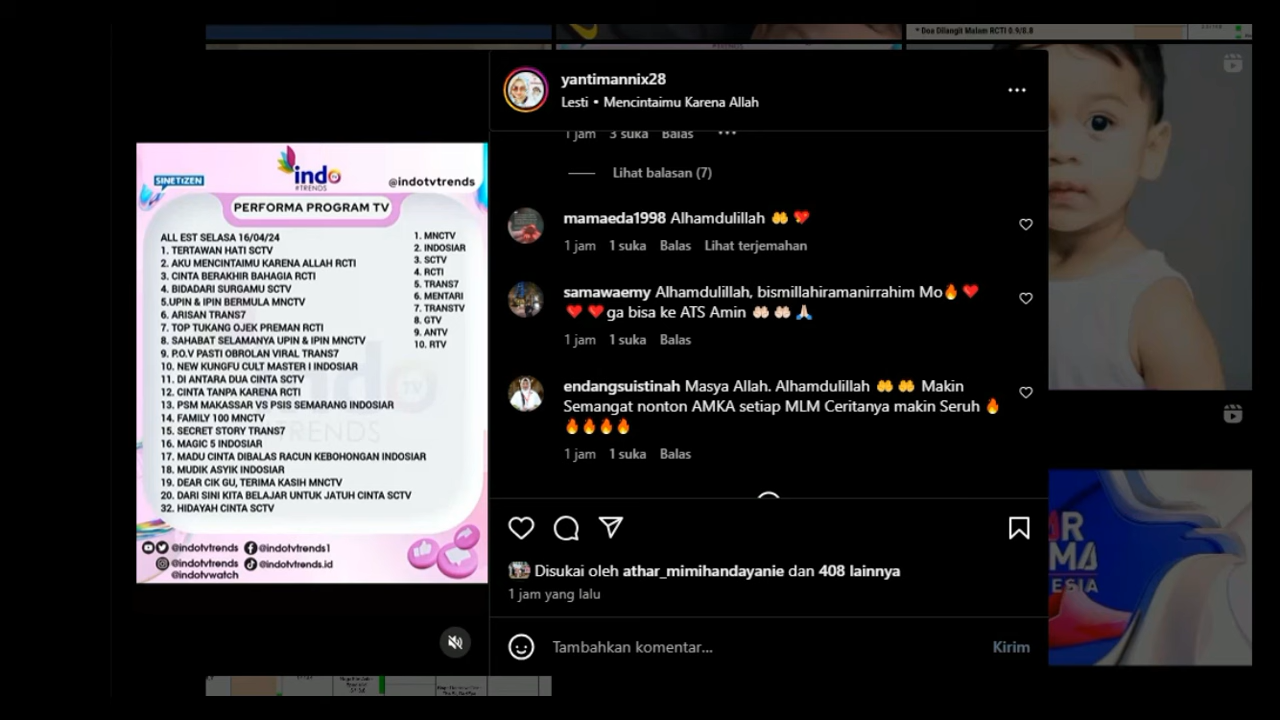 * Doa Dilangit Malem RCTI 0.9/8.8
yantimannix28
Lesti • Mencintaimu Karena Allah
1 jam 3 suka Balas
Lihat balasan (7)
mamaeda1998 Alhamdulillah 🤲 💖
1 jam 1 suka Balas Lihat terjemahan
samawaemy Alhamdulillah, bismillahiramanirrahim Mo🔥❤️
❤️❤️ga bisa ke ATS Amin 🤲🏻🤲🏻🙏🏻
1 jam 1 suka Balas
endangsuistinah Masya Allah. Alhamdulillah 🤲🤲 Makin
Semangat nonton AMKA setiap MLM Ceritanya makin Seruh 🔥
🔥🔥🔥🔥
1 jam 1 suka Balas
Disukai oleh athar_mimihandayanie dan 408 lainnya
1 jam yang lalu
Tambahkan komentar...
Kirim
SINETIZEN
indo TV
#TRENDS
@indotvtrends
PERFORMA PROGRAM TV
ALL EST SELASA 16/04/24
1. TERTAWAN HATI SCTV
2. AKU MENCINTAIMU KARENA ALLAH RCTI
3. CINTA BERAKHIR BAHAGIA RCTI
4. BIDADARI SURGAMU SCTV
5.UPIN & IPIN BERMULA MNCTV
6. ARISAN TRANS7
7. TOP TUKANG OJEK PREMAN RCTI
8. SAHABAT SELAMANYA UPIN & IPIN MNCTV
9. P.O.V PASTI OBROLAN VIRAL TRANS7
10. NEW KUNGFU CULT MASTER I INDOSIAR
11. DI ANTARA DUA CINTA SCTV
12. CINTA TANPA KARENA RCTI
13. PSM MAKASSAR VS PSIS SEMARANG INDOSIAR
14. FAMILY 100 MNCTV
15. SECRET STORY TRANS7
16. MAGIC 5 INDOSIAR
17. MADU CINTA DIBALAS RACUN KEBOHONGAN INDOSIAR
18. MUDIK ASYIK INDOSIAR
19. DEAR CIK GU, TERIMA KASIH MNCTV
20. DARI SINI KITA BELAJAR UNTUK JATUH CINTA SCTV
32. HIDAYAH CINTA SCTV
1. MNCTV
2. INDOSIAR
3. SCTV
4. RCTI
5. TRANS7
6. MENTARI
7. TRANSTV
8. GTV
9. ANTV
10. RTV
@indotvtrends @indotvtrends1
@indotvtrends @indotvtrends.id
@indotvwatch